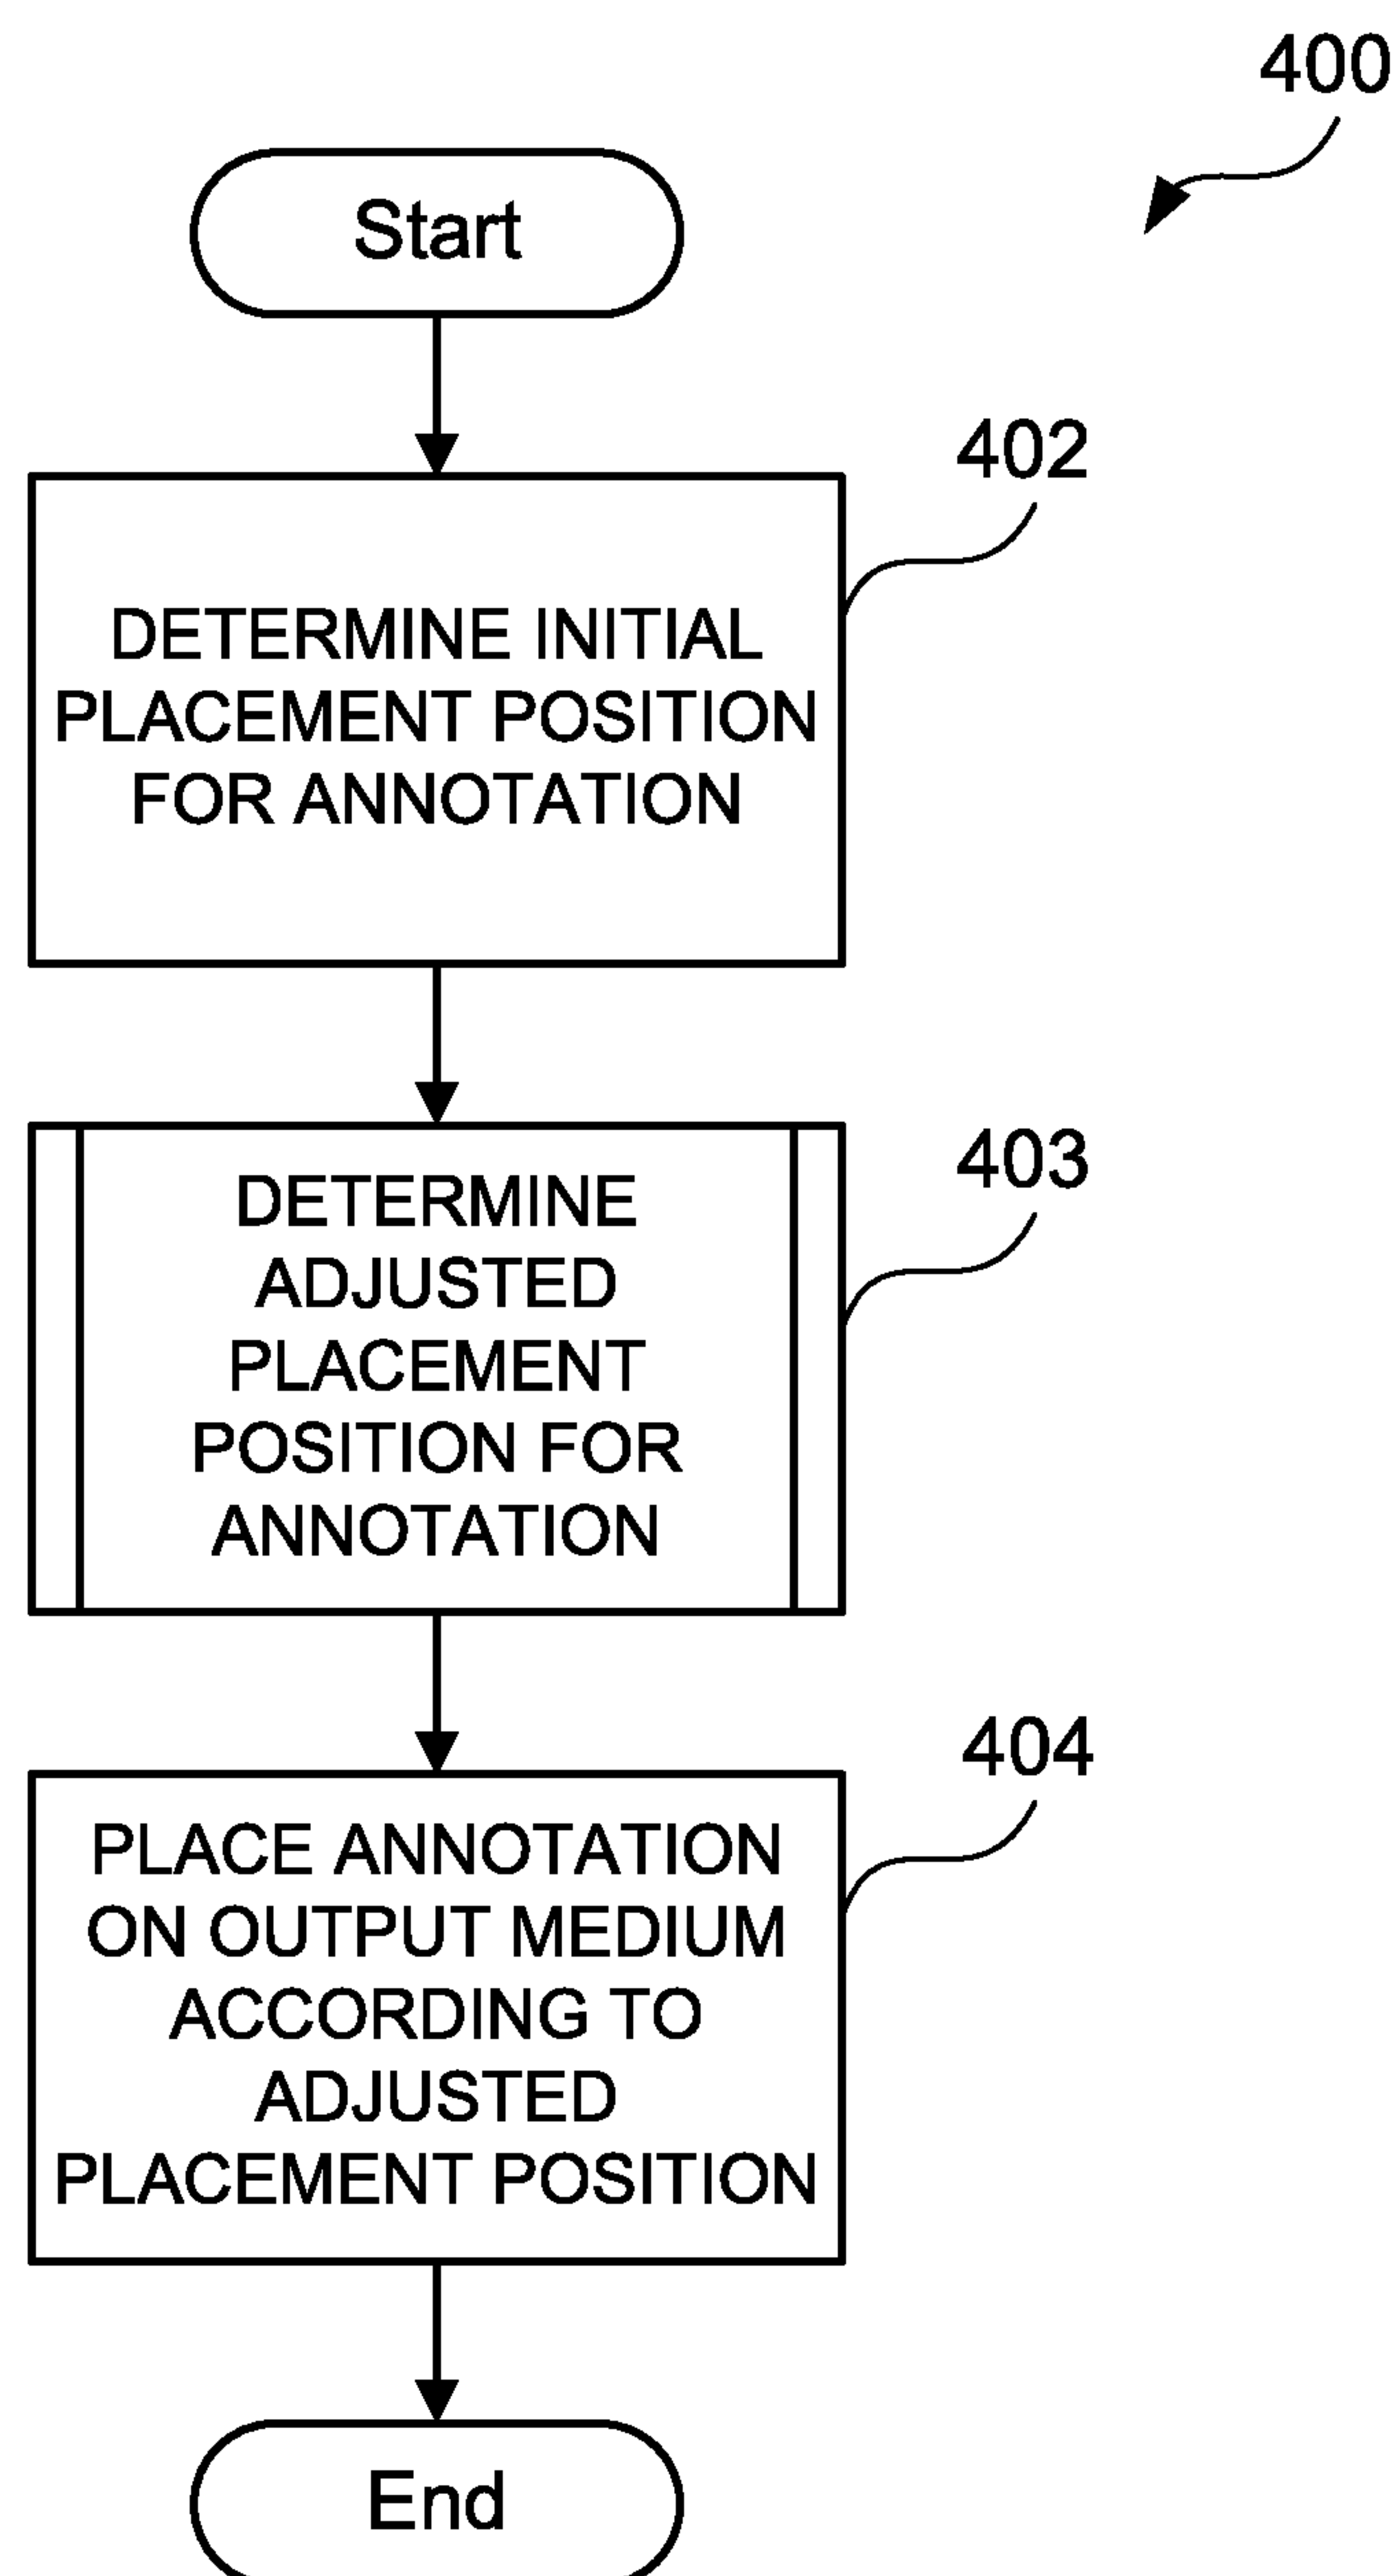 400
Start
402
DETERMINE INITIAL
PLACEMENT POSITION
FOR ANNOTATION
403
DETERMINE
ADJUSTED
PLACEMENT
POSITION FOR
ANNOTATION
404
PLACE ANNOTATION
ON OUTPUT MEDIUM
ACCORDING TO
ADJUSTED
PLACEMENT POSITION
End